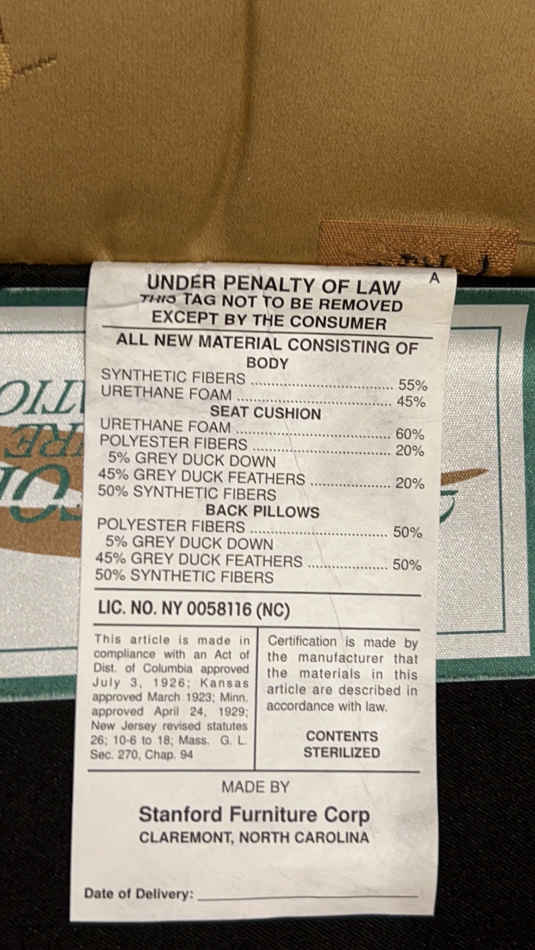 UNDER PENALTY OF LAW A
THIS TAG NOT TO BE REMOVED
EXCEPT BY THE CONSUMER
ALL NEW MATERIAL CONSISTING OF
BODY
SYNTHETIC FIBERS .................................. 55%
URETHANE FOAM ..................................... 45%
SEAT CUSHION
URETHANE FOAM ..................................... 60%
POLYESTER FIBERS .................................. 20%
5% GREY DUCK DOWN
45% GREY DUCK FEATHERS ................... 20%
50% SYNTHETIC FIBERS
BACK PILLOWS
POLYESTER FIBERS .................................. 50%
5% GREY DUCK DOWN
45% GREY DUCK FEATHERS ................... 50%
50% SYNTHETIC FIBERS
LIC. NO. NY 0058116 (NC)
This article is made in
compliance with an Act of
Dist. of Columbia approved
July 3, 1926; Kansas
approved March 1923; Minn.
approved April 24, 1929;
New Jersey revised statutes
26; 10-6 to 18; Mass. G. L.
Sec. 270, Chap. 94
Certification is made by
the manufacturer that
the materials in this
article are described in
accordance with law.
CONTENTS
STERILIZED
MADE BY
Stanford Furniture Corp
CLAREMONT, NORTH CAROLINA
Date of Delivery: